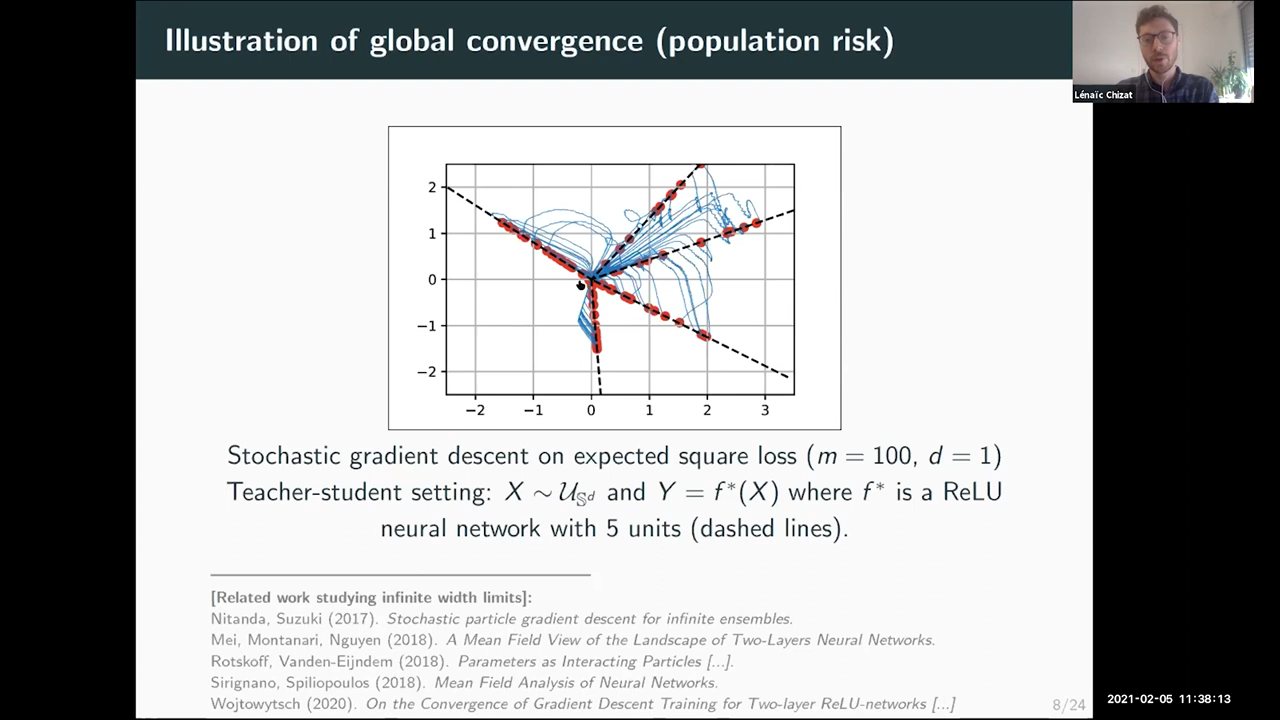 Illustration of global convergence (population risk)
Lénaïc Chizat
2
1
0
−1
−2
−2 −1 0 1 2 3
Stochastic gradient descent on expected square loss (m = 100, d = 1)
Teacher-student setting: X ∼ 𝒰_𝕊ᵈ and Y = f*(X) where f* is a ReLU
neural network with 5 units (dashed lines).
[Related work studying infinite width limits]:
Nitanda, Suzuki (2017). Stochastic particle gradient descent for infinite ensembles.
Mei, Montanari, Nguyen (2018). A Mean Field View of the Landscape of Two-Layers Neural Networks.
Rotskoff, Vanden-Eijndem (2018). Parameters as Interacting Particles [...].
Sirignano, Spiliopoulos (2018). Mean Field Analysis of Neural Networks.
Wojtowytsch (2020). On the Convergence of Gradient Descent Training for Two-layer ReLU-networks [...]
8/24
2021-02-05 11:38:13